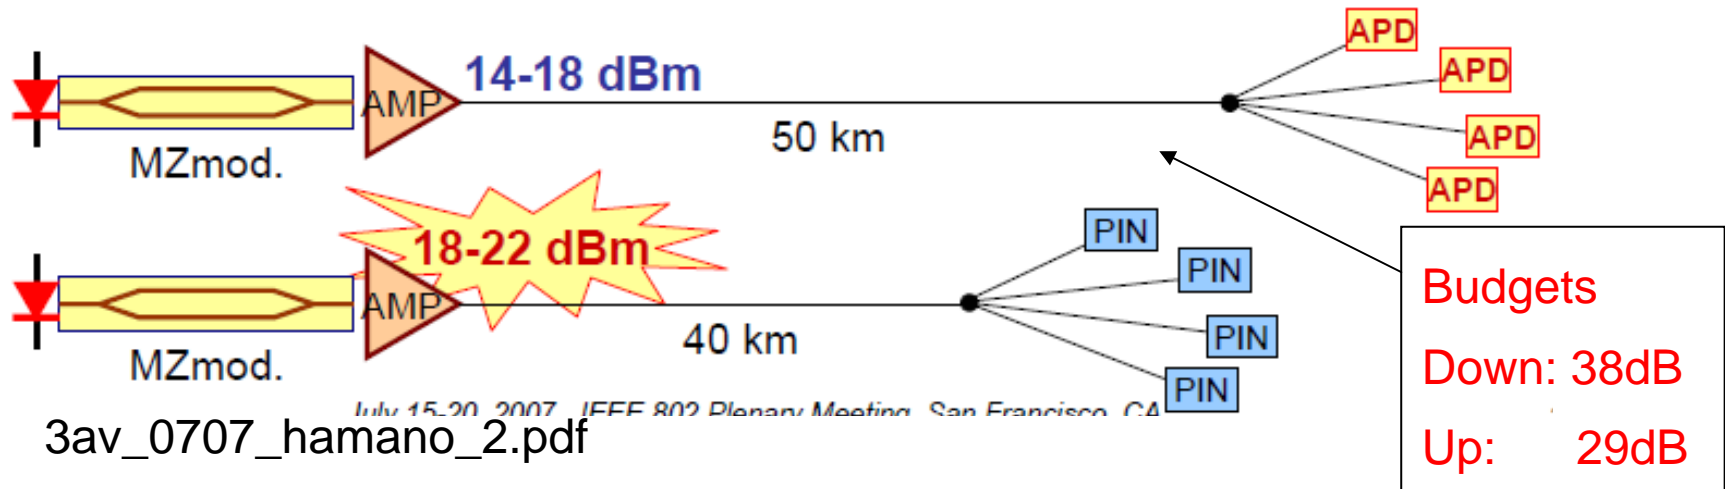 APD
14-18 dBm
APD
AMP
50 km
APD
MZmod.
APD
PIN
18-22 dBm
PIN
Budgets
AMP
PIN
40 km
Down: 38dB
MZmod.
PIN
July 15-20, 2007 IEEE 802 Plenary Meeting, San Francisco, CA
3av_0707_hamano_2.pdf
Up: 29dB